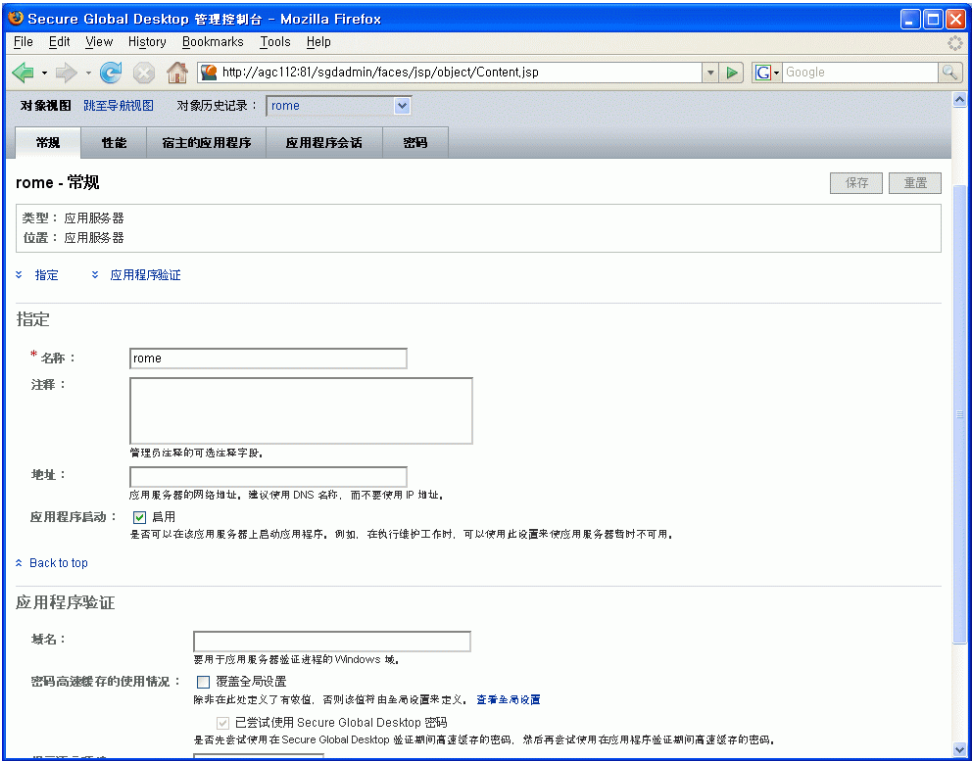 Secure Global Desktop 管理控制台 - Mozilla Firefox
File Edit View History Bookmarks Tools Help
http://agc112:81/sgdadmin/faces/jsp/object/Content.jsp
G Google
对象视图 跳至导航视图 对象历史记录： rome
常规 性能 宿主的应用程序 应用程序会话 密码
rome - 常规 保存 重置
类型： 应用服务器
位置： 应用服务器
指定 应用程序验证
指定
* 名称： rome
注释：
管理员注释的可选注释字段。
地址：
应用服务器的网络地址。建议使用 DNS 名称，而不要使用 IP 地址。
应用程序启动： 启用
是否可以在该应用服务器上启动应用程序。例如，在执行维护工作时，可以使用此设置来使应用服务器暂时不可用。
Back to top
应用程序验证
域名：
要用于应用服务器验证进程的 Windows 域。
密码高速缓存的使用情况： 覆盖全局设置
除非在此处定义了有效值，否则该值将由全局设置来定义。 查看全局设置
已尝试使用 Secure Global Desktop 密码
是否先尝试使用在 Secure Global Desktop 验证期间高速缓存的密码，然后再尝试使用在应用程序验证期间高速缓存的密码。